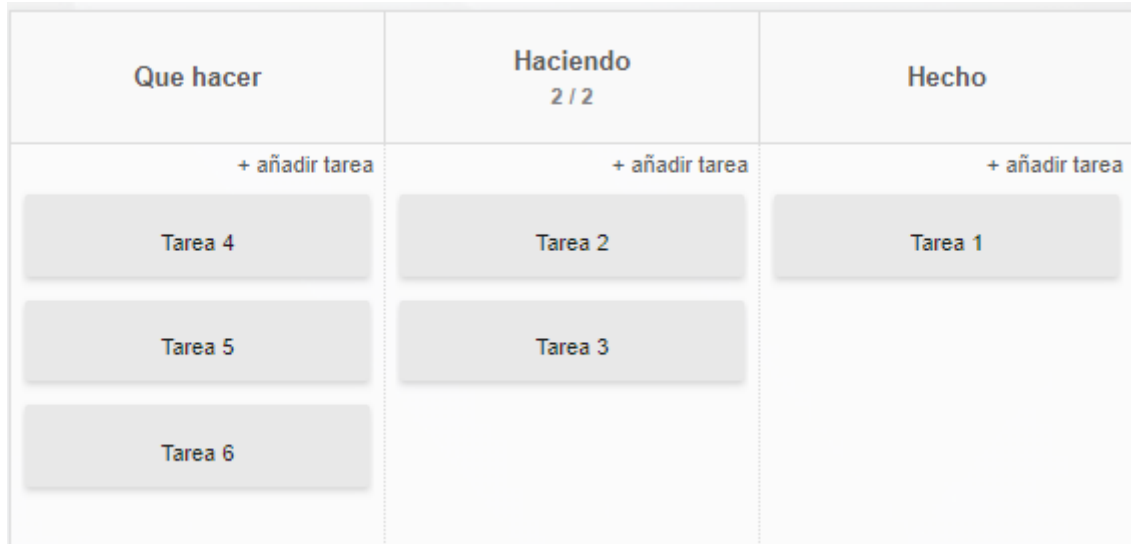 Que hacer
Haciendo
2 / 2
Hecho
+ añadir tarea
+ añadir tarea
+ añadir tarea
Tarea 4
Tarea 2
Tarea 1
Tarea 5
Tarea 3
Tarea 6